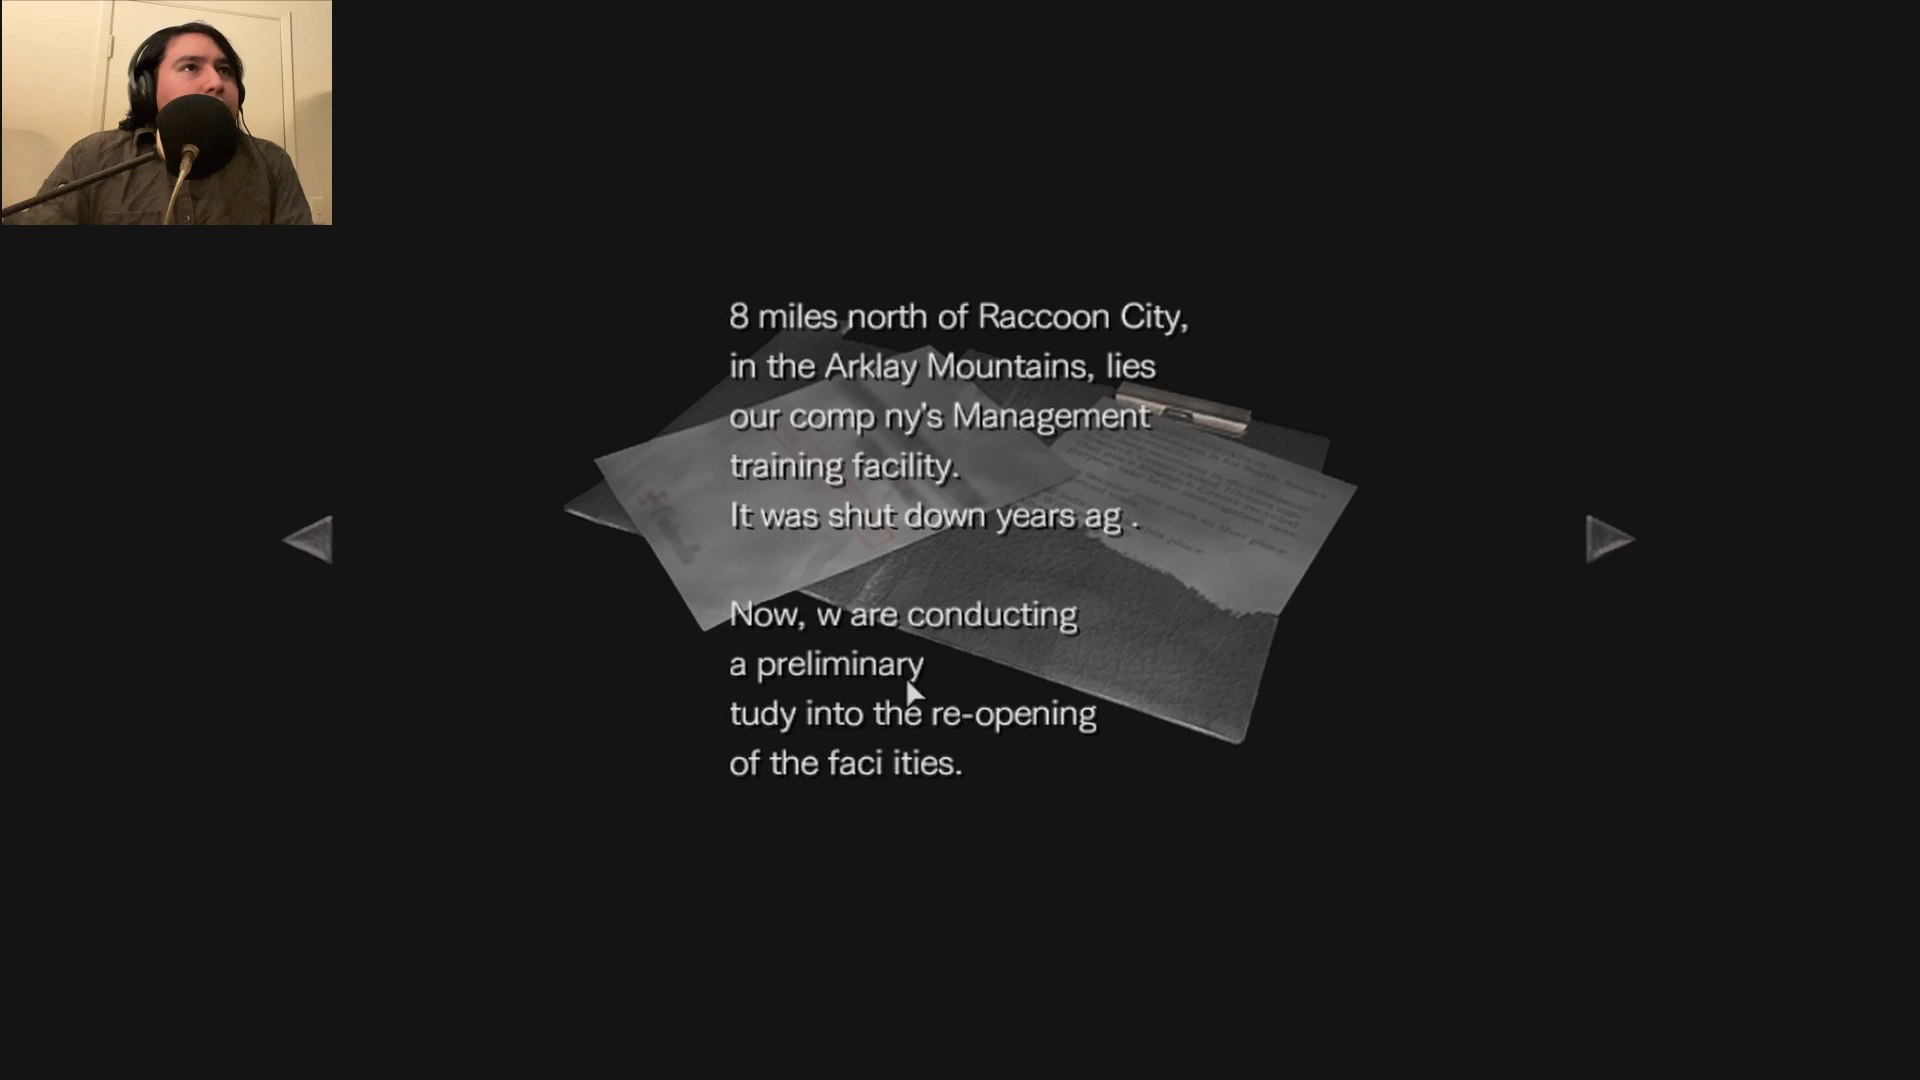 8 miles north of Raccoon City,
in the Arklay Mountains, lies
our comp ny's Management
training facility.
It was shut down years ag .
Now, w are conducting
a preliminary
tudy into the re-opening
of the faci ities.